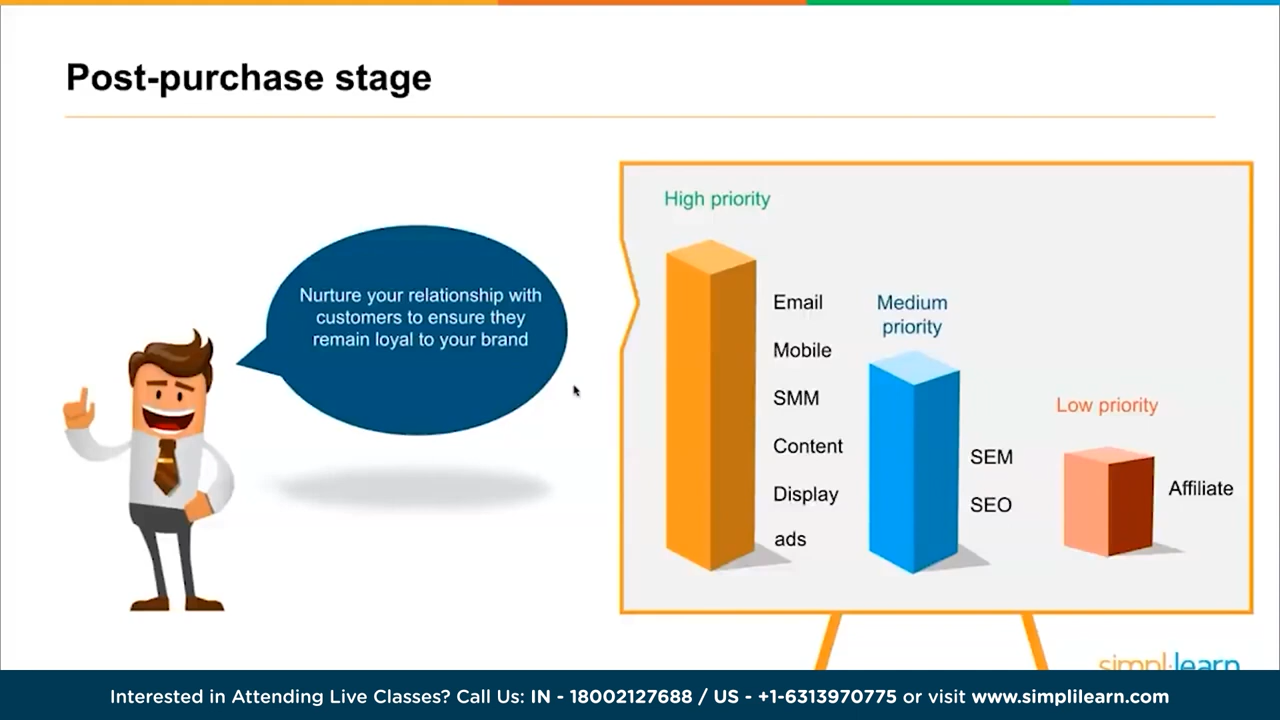 Post-purchase stage
Nurture your relationship with
customers to ensure they
remain loyal to your brand
High priority
Email
Mobile
SMM
Content
Display
ads
Medium
priority
SEM
SEO
Low priority
Affiliate
simplilearn
Interested in Attending Live Classes? Call Us: IN - 18002127688 / US - +1-6313970775 or visit www.simplilearn.com